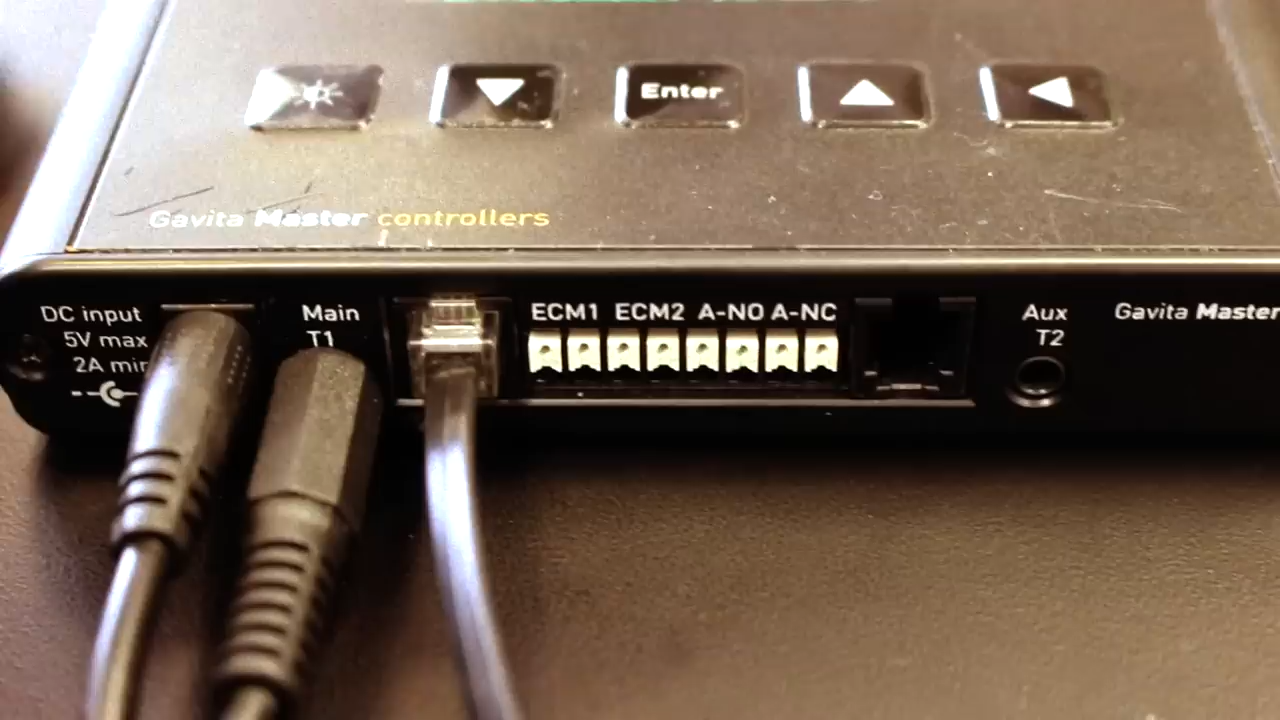 Enter
Gavita Master controllers
DC input
5V max
2A min
Main
T1
ECM1 ECM2 A-NO A-NC
Aux
T2
Gavita Master